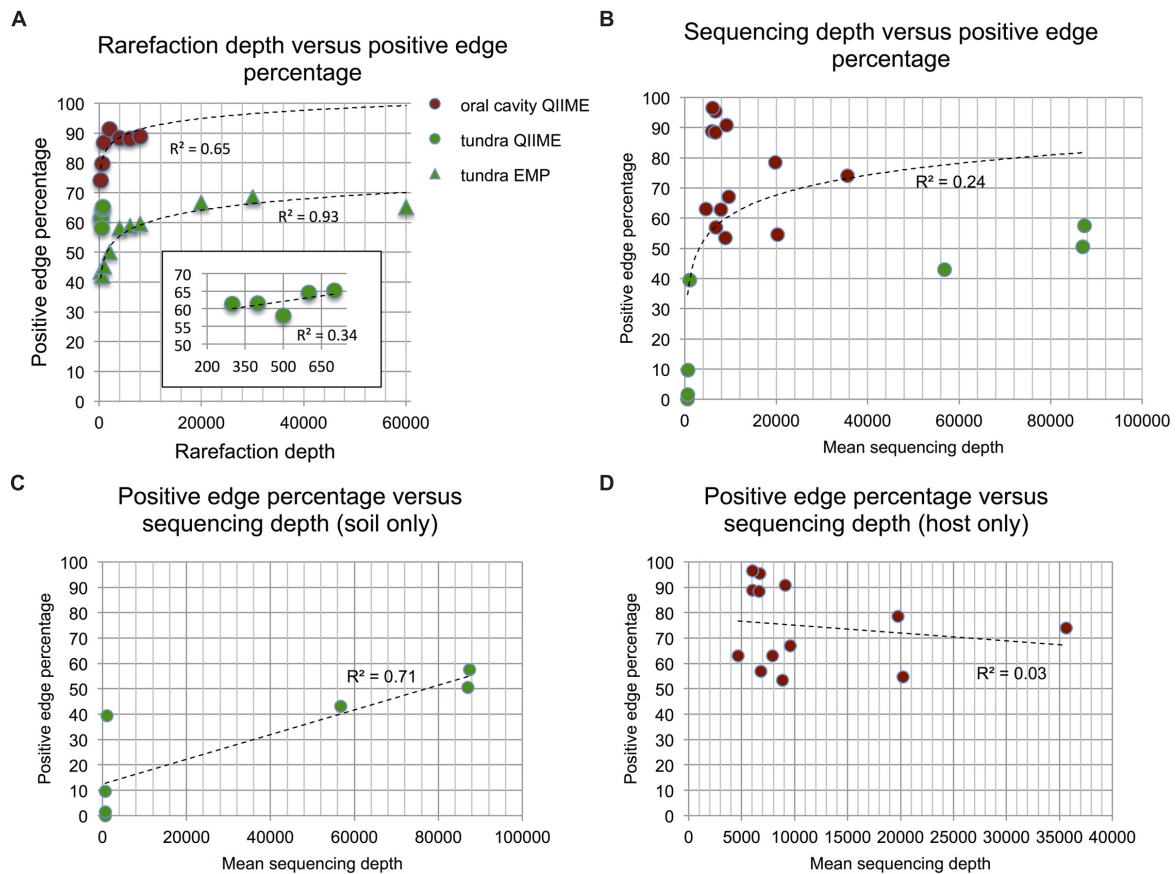 A
Rarefaction depth versus positive edge
percentage
Positive edge percentage
100
90
80
70
60
50
40
30
20
10
0
R² = 0.65
R² = 0.93
70
65
60
55
50
R² = 0.34
200 350 500 650
0 20000 40000 60000
Rarefaction depth
oral cavity QIIME
tundra QIIME
tundra EMP
B
Sequencing depth versus positive edge
percentage
Positive edge percentage
100
90
80
70
60
50
40
30
20
10
0
R² = 0.24
0 20000 40000 60000 80000 100000
Mean sequencing depth
C
Positive edge percentage versus
sequencing depth (soil only)
Positive edge percentage
100
90
80
70
60
50
40
30
20
10
0
R² = 0.71
0 20000 40000 60000 80000 100000
Mean sequencing depth
D
Positive edge percentage versus
sequencing depth (host only)
Positive edge percentage
100
90
80
70
60
50
40
30
20
10
0
R² = 0.03
0 5000 10000 15000 20000 25000 30000 35000 40000
Mean sequencing depth